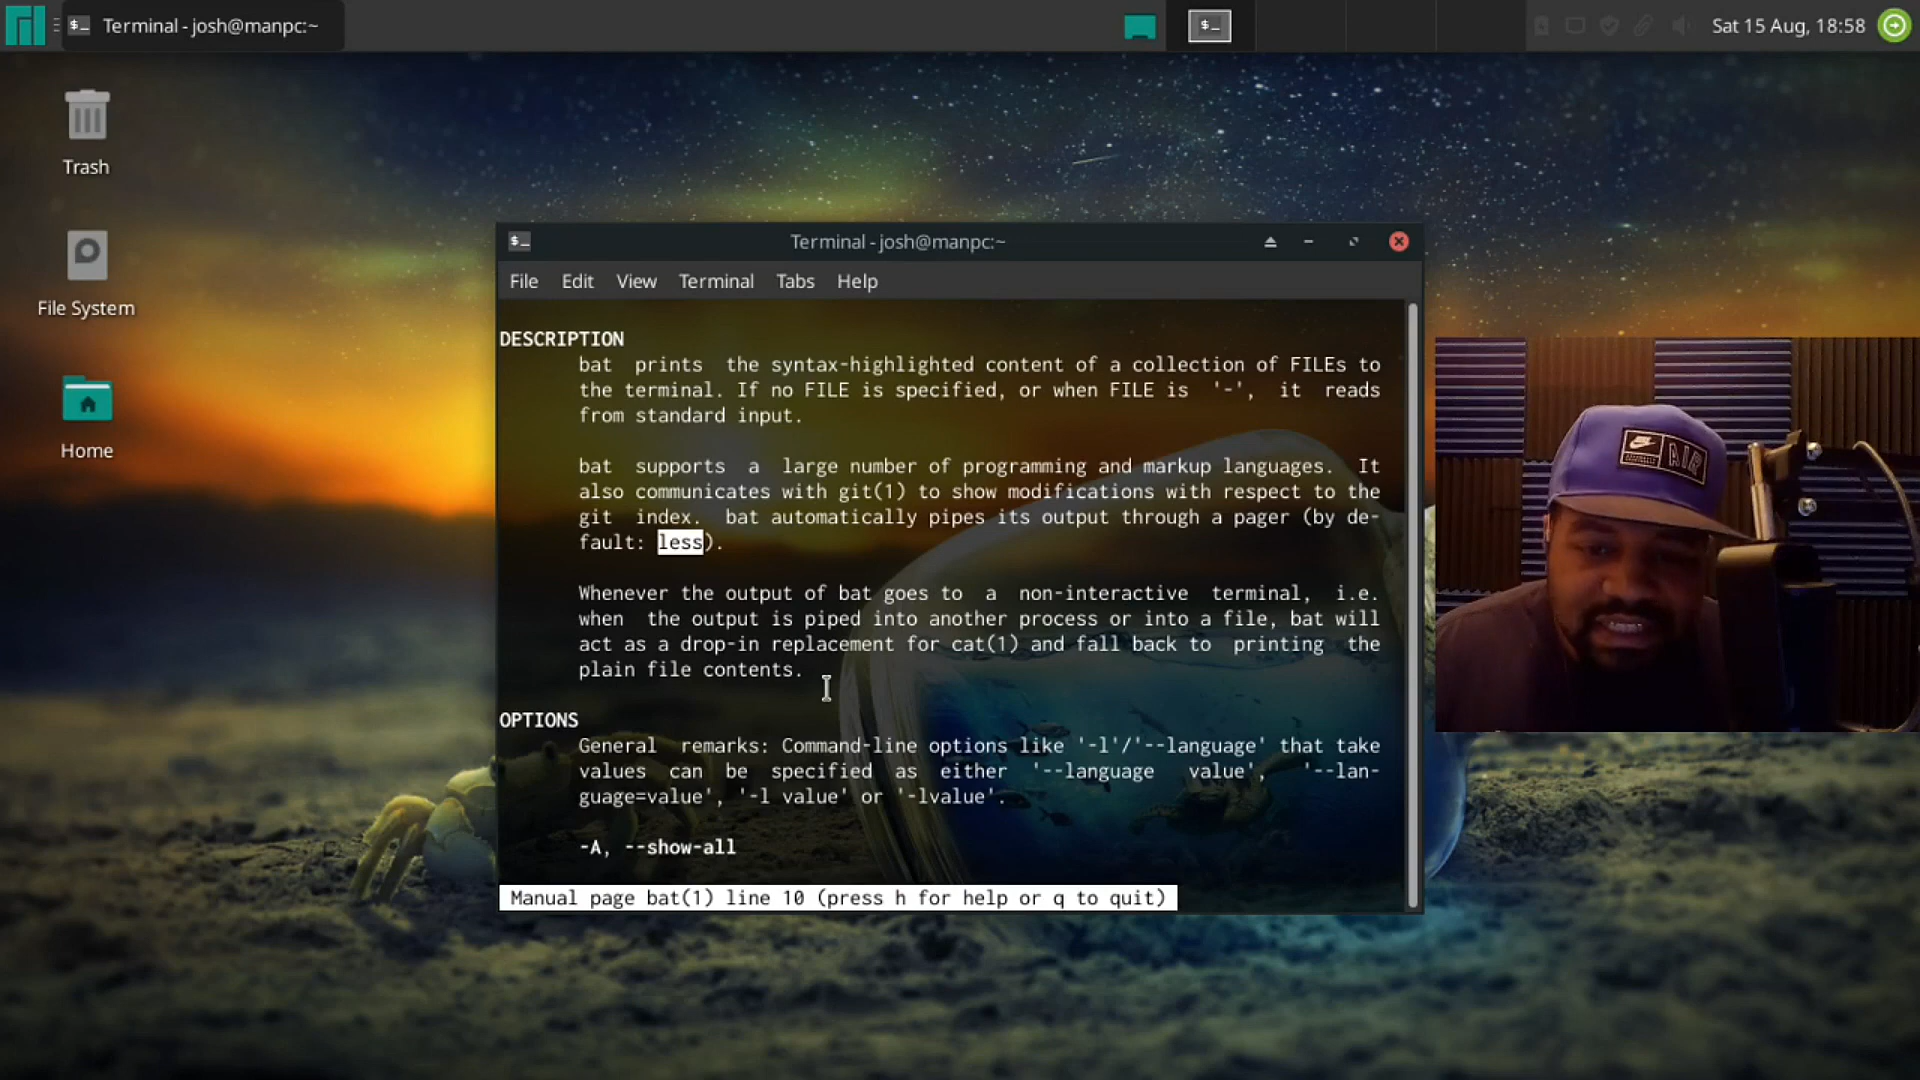 Terminal - josh@manpc:~
Sat 15 Aug, 18:58
Trash
File System
Home
Terminal - josh@manpc:~
File Edit View Terminal Tabs Help
DESCRIPTION
bat prints the syntax-highlighted content of a collection of FILEs to
the terminal. If no FILE is specified, or when FILE is '-', it reads
from standard input.
bat supports a large number of programming and markup languages. It
also communicates with git(1) to show modifications with respect to the
git index. bat automatically pipes its output through a pager (by de-
fault: less).
Whenever the output of bat goes to a non-interactive terminal, i.e.
when the output is piped into another process or into a file, bat will
act as a drop-in replacement for cat(1) and fall back to printing the
plain file contents.
OPTIONS
General remarks: Command-line options like '-l'/'--language' that take
values can be specified as either '--language value', '--lan-
guage=value', '-l value' or '-lvalue'.
-A, --show-all
Manual page bat(1) line 10 (press h for help or q to quit)
AIR